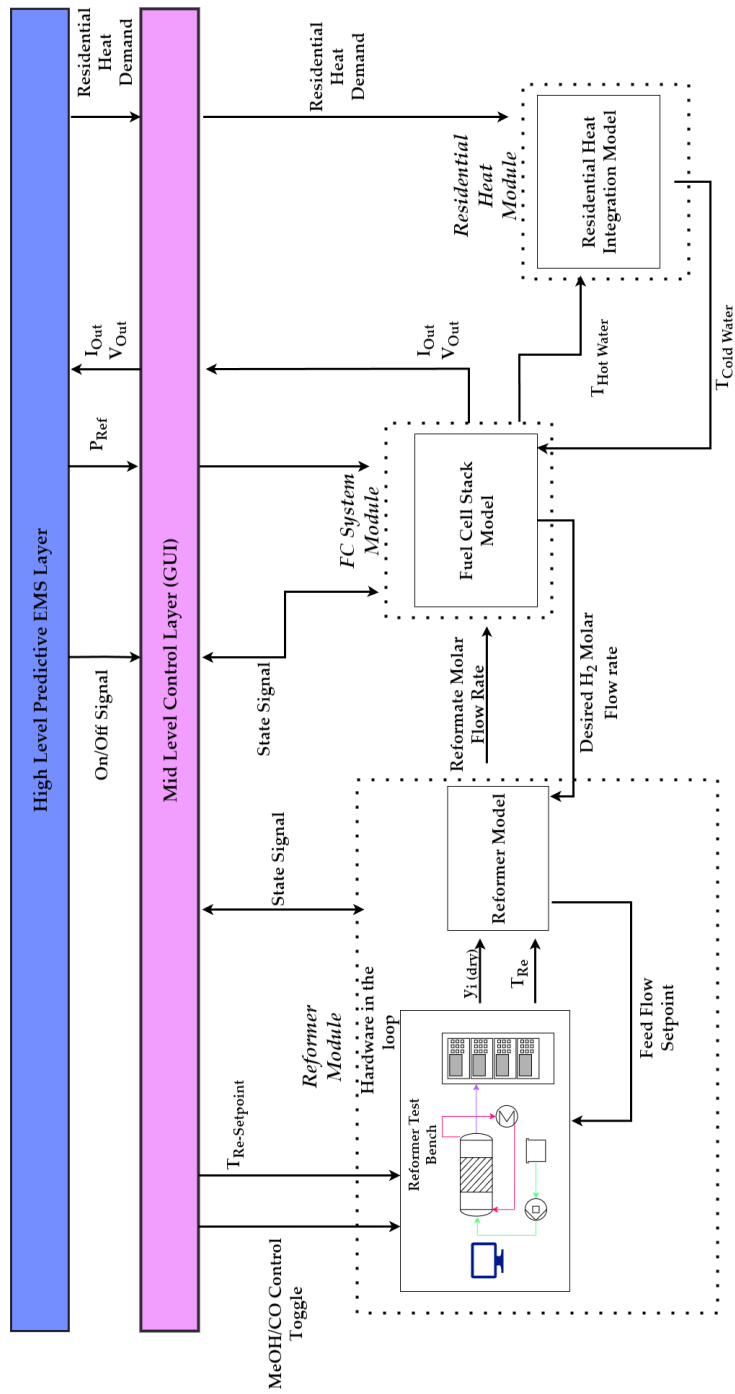 High Level Predictive EMS Layer
On/Off Signal
P_Ref
I_Out
V_Out
Residential
Heat
Demand
Mid Level Control Layer (GUI)
MeOH/CO Control
Toggle
T_Re-Setpoint
State Signal
State Signal
I_Out
V_Out
Residential
Heat
Demand
Reformer
Module
Hardware in the
loop
Reformer Test
Bench
y_i (dry)
T_Re
Reformer Model
Feed Flow
Setpoint
Reformate Molar
Flow Rate
Desired H₂ Molar
Flow rate
FC System
Module
Fuel Cell Stack
Model
T_Hot Water
T_Cold Water
Residential
Heat
Module
Residential Heat
Integration Model